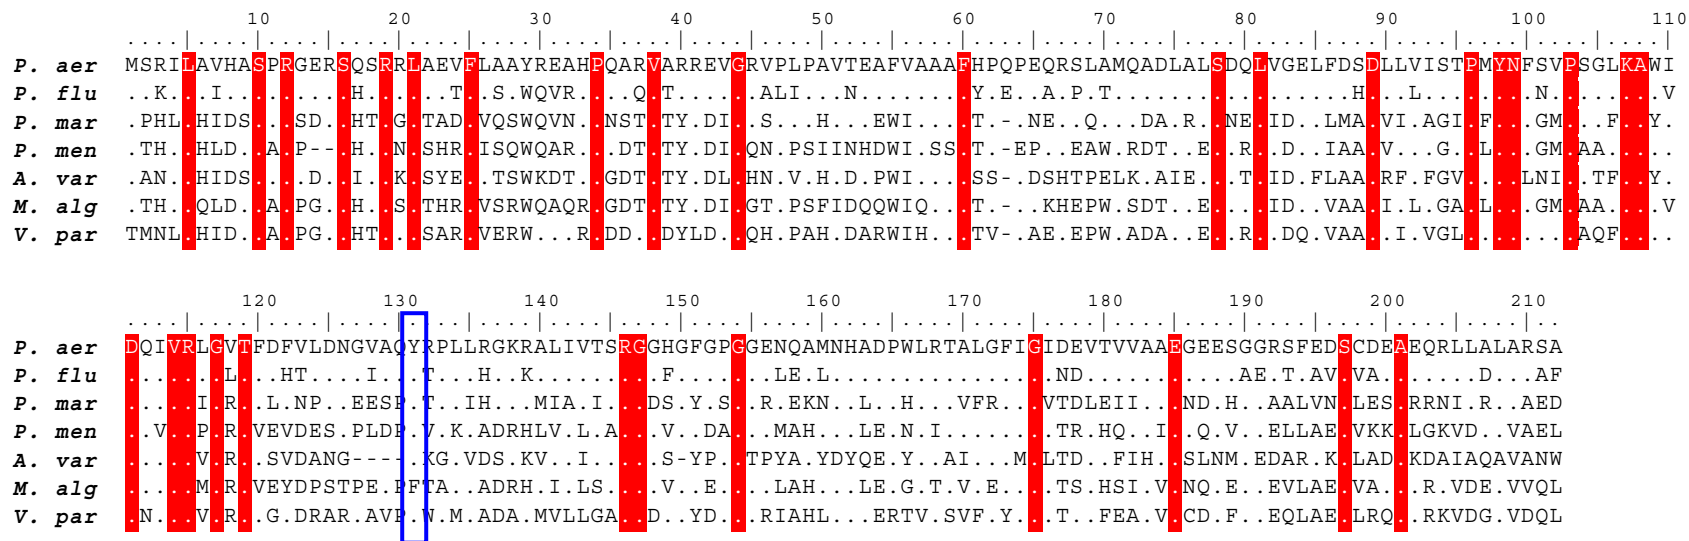 10 20 30 40 50 60 70 80 90 100 110
P. aer MSRILAVHASPRGERSQSRRLAEVFLAAYREAHPQARVARREVGRVPLPAVTEAFVAAAFHPQPEQRSLAMQADLALSDQLVGELFDSDLLVISTPMYNFSVPSGLKAWI
P. flu ..K...I.........H......T..S.WQVR....Q.T......ALI...N........Y.E..A.P.T.................H...L........N........V
P. mar .PHL.HIDS...SD..HT.G.TAD.VQSWQVN..NST.TY.DI..S...H...EWI....T.-.NE..Q...DA.R..NE.ID..LMA.VI.AGI.F...GM...F..Y.
P. men .TH..HLD..A.P--.H..N.SHR.ISQWQAR...DT.TY.DI.QN.PSIINHDWI.SS.T.-EP..EAW.RDT..E..R..D..IAA.V...G..L...GM.AA.....
A. var .AN..HIDS....D..I..K.SYE..TSWKDT..GDT.TY.DL.HN.V.H.D.PWI....SS-.DSHTPELK.AIE...T.ID.FLAA.RF.FGV....LNI..TF..Y.
M. alg .TH..QLD..A.PG..H..S.THR.VSRWQAQR.GDT.TY.DI.GT.PSFIDQQWIQ...T.-..KHEPW.SDT..E....ID..VAA.I.L.GA.L...GM.AA....V
V. par TMNL.HID..A.PG..HT...SAR.VERW...R.DD..DYLD..QH.PAH.DARWIH...TV-.AE.EPW.ADA..E..R..DQ.VAA..I.VGL........AQF....
120 130 140 150 160 170 180 190 200 210
P. aer DQIVRLGVTFDFVLDNGVAQYRPLLRGKRALIVTSRGGHGFGPGGENQAMNHADPWLRTALGFIGIDEVTVVAAEGEESGGRSFEDSCDEAEQRLLALARSA
P. flu .......L...HT....I...T...H..K.........F.......LE.L................ND...........AE.T.AV.VA.......D...AF
P. mar .....I.R..L.NP..EESP.T..IH...MIA.I...DS.Y.S..R.EKN..L..H...VFR...VTDLEII...ND.H..AALVN.LES.RRNI.R..AED
P. men ..V..P.R.VEVDES.PLDP.V.K.ADRHLV.L.A...V..DA...MAH...LE.N.I.......TR.HQ..I..Q.V..ELLAE.VKK.LGKVD..VAEL
A. var .....V.R..SVDANG----.KG.VDS.KV..I.....S-YP..TPYA.YDYQE.Y..AI...M.LTD..FIH..SLNM.EDAR.K.LAD.KDAIAQAVANW
M. alg .....M.R.VEYDPSTPE.PFTA..ADRH.I.LS....V..E....LAH...LE.G.T.V.E....TS.HSI.V.NQ.E..EVLAE.VA...R.VDE.VVQL
V. par .N...V.R..G.DRAR.AVP.W.M.ADA.MVLLGA..D..YD....RIAHL...ERTV.SVF.Y...T..FEA.V.CD.F..EQLAE.LRQ..RKVDG.VDQL